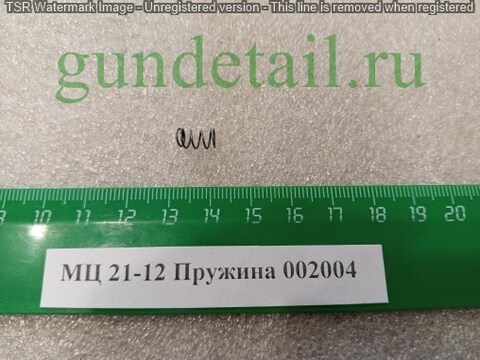 TSR Watermark Image - Unregistered version - This line is removed when registered
gundetail.ru
9 10 11 12 13 14 15 16 17 18 19 20
МЦ 21-12 Пружина 002004